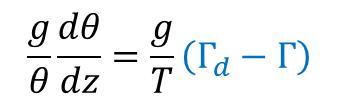 g/θ dθ/dz = g/T (Γ_d − Γ)